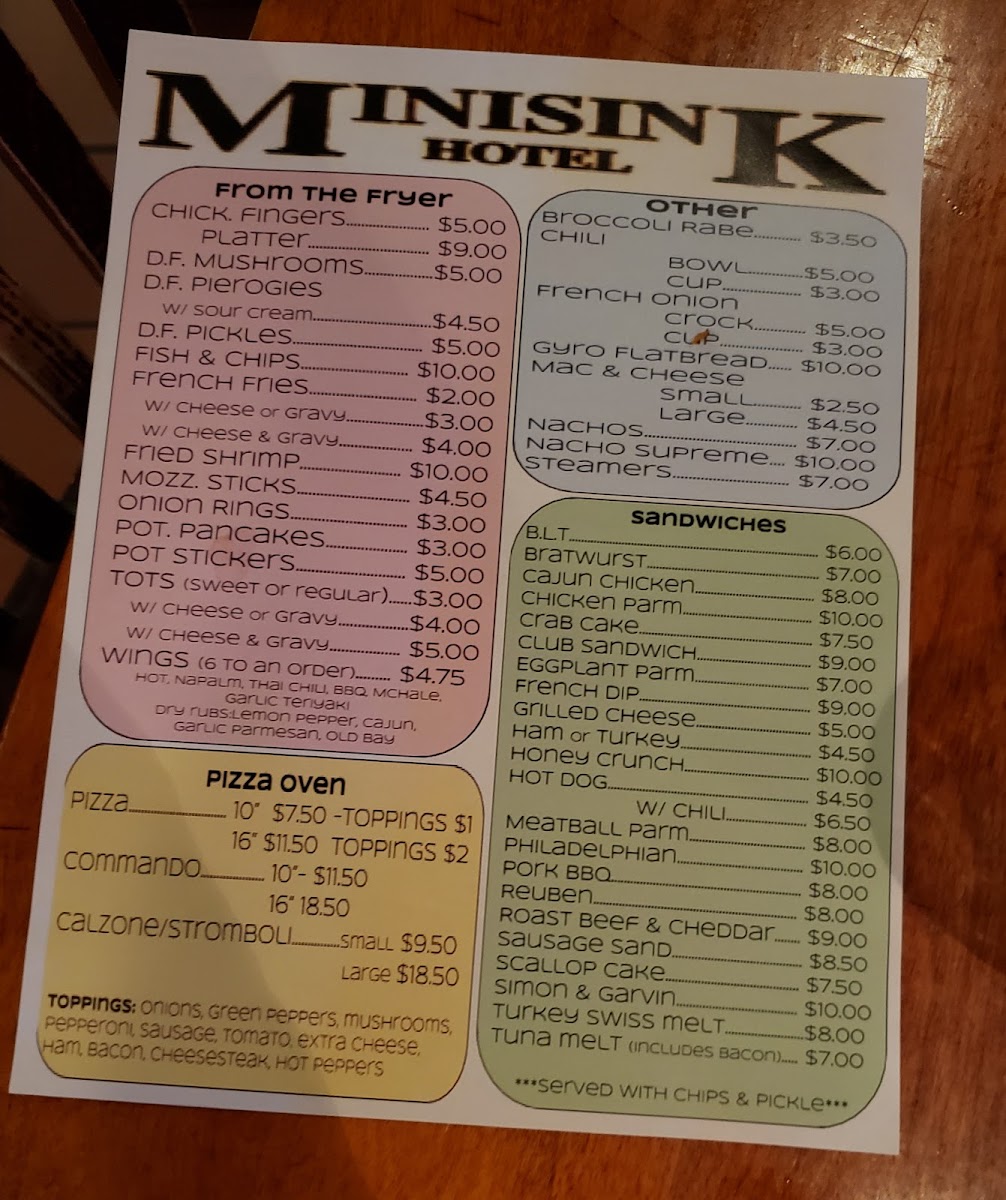 MINISINK
HOTEL
From The Fryer
Chick. Fingers $5.00
Platter $9.00
D.F. Mushrooms $5.00
D.F. Pierogies
w/ Sour Cream $4.50
D.F. Pickles $5.00
Fish & Chips $10.00
French Fries $2.00
w/ Cheese or Gravy $3.00
w/ Cheese & Gravy $4.00
Fried Shrimp $10.00
Mozz. Sticks $4.50
Onion Rings $3.00
Pot. Pancakes $3.00
Pot Stickers $5.00
Tots (Sweet or Regular) $3.00
w/ Cheese or Gravy $4.00
w/ Cheese & Gravy $5.00
Wings (6 to an order) $4.75
Hot, Napalm, Thai Chili, BBQ, McHale,
Garlic Teriyaki
Dry Rubs:Lemon Pepper, Cajun,
Garlic Parmesan, Old Bay
Pizza Oven
Pizza 10" $7.50 -Toppings $1
16" $11.50 Toppings $2
Commando 10"- $11.50
16" 18.50
Calzone/Stromboli Small $9.50
Large $18.50
Toppings: Onions, Green Peppers, Mushrooms,
Pepperoni, Sausage, Tomato, Extra Cheese,
Ham, Bacon, Cheesesteak, Hot Peppers
Other
Broccoli Rabe $3.50
Chili
Bowl $5.00
Cup $3.00
French Onion
Crock $5.00
Cup $3.00
Gyro Flatbread $10.00
Mac & Cheese
Small $2.50
Large $4.50
Nachos $7.00
Nacho Supreme $10.00
Steamers $7.00
Sandwiches
B.L.T. $6.00
Bratwurst $7.00
Cajun Chicken $8.00
Chicken Parm $10.00
Crab Cake $7.50
Club Sandwich $9.00
Eggplant Parm $7.00
French Dip $9.00
Grilled Cheese $5.00
Ham or Turkey $4.50
Honey Crunch $10.00
Hot Dog $4.50
w/ Chili $6.50
Meatball Parm $8.00
Philadelphian $10.00
Pork BBQ $8.00
Reuben $8.00
Roast Beef & Cheddar $9.00
Sausage Sand $8.50
Scallop Cake $7.50
Simon & Garvin $10.00
Turkey Swiss Melt $8.00
Tuna Melt (includes bacon) $7.00
***Served with Chips & Pickle***